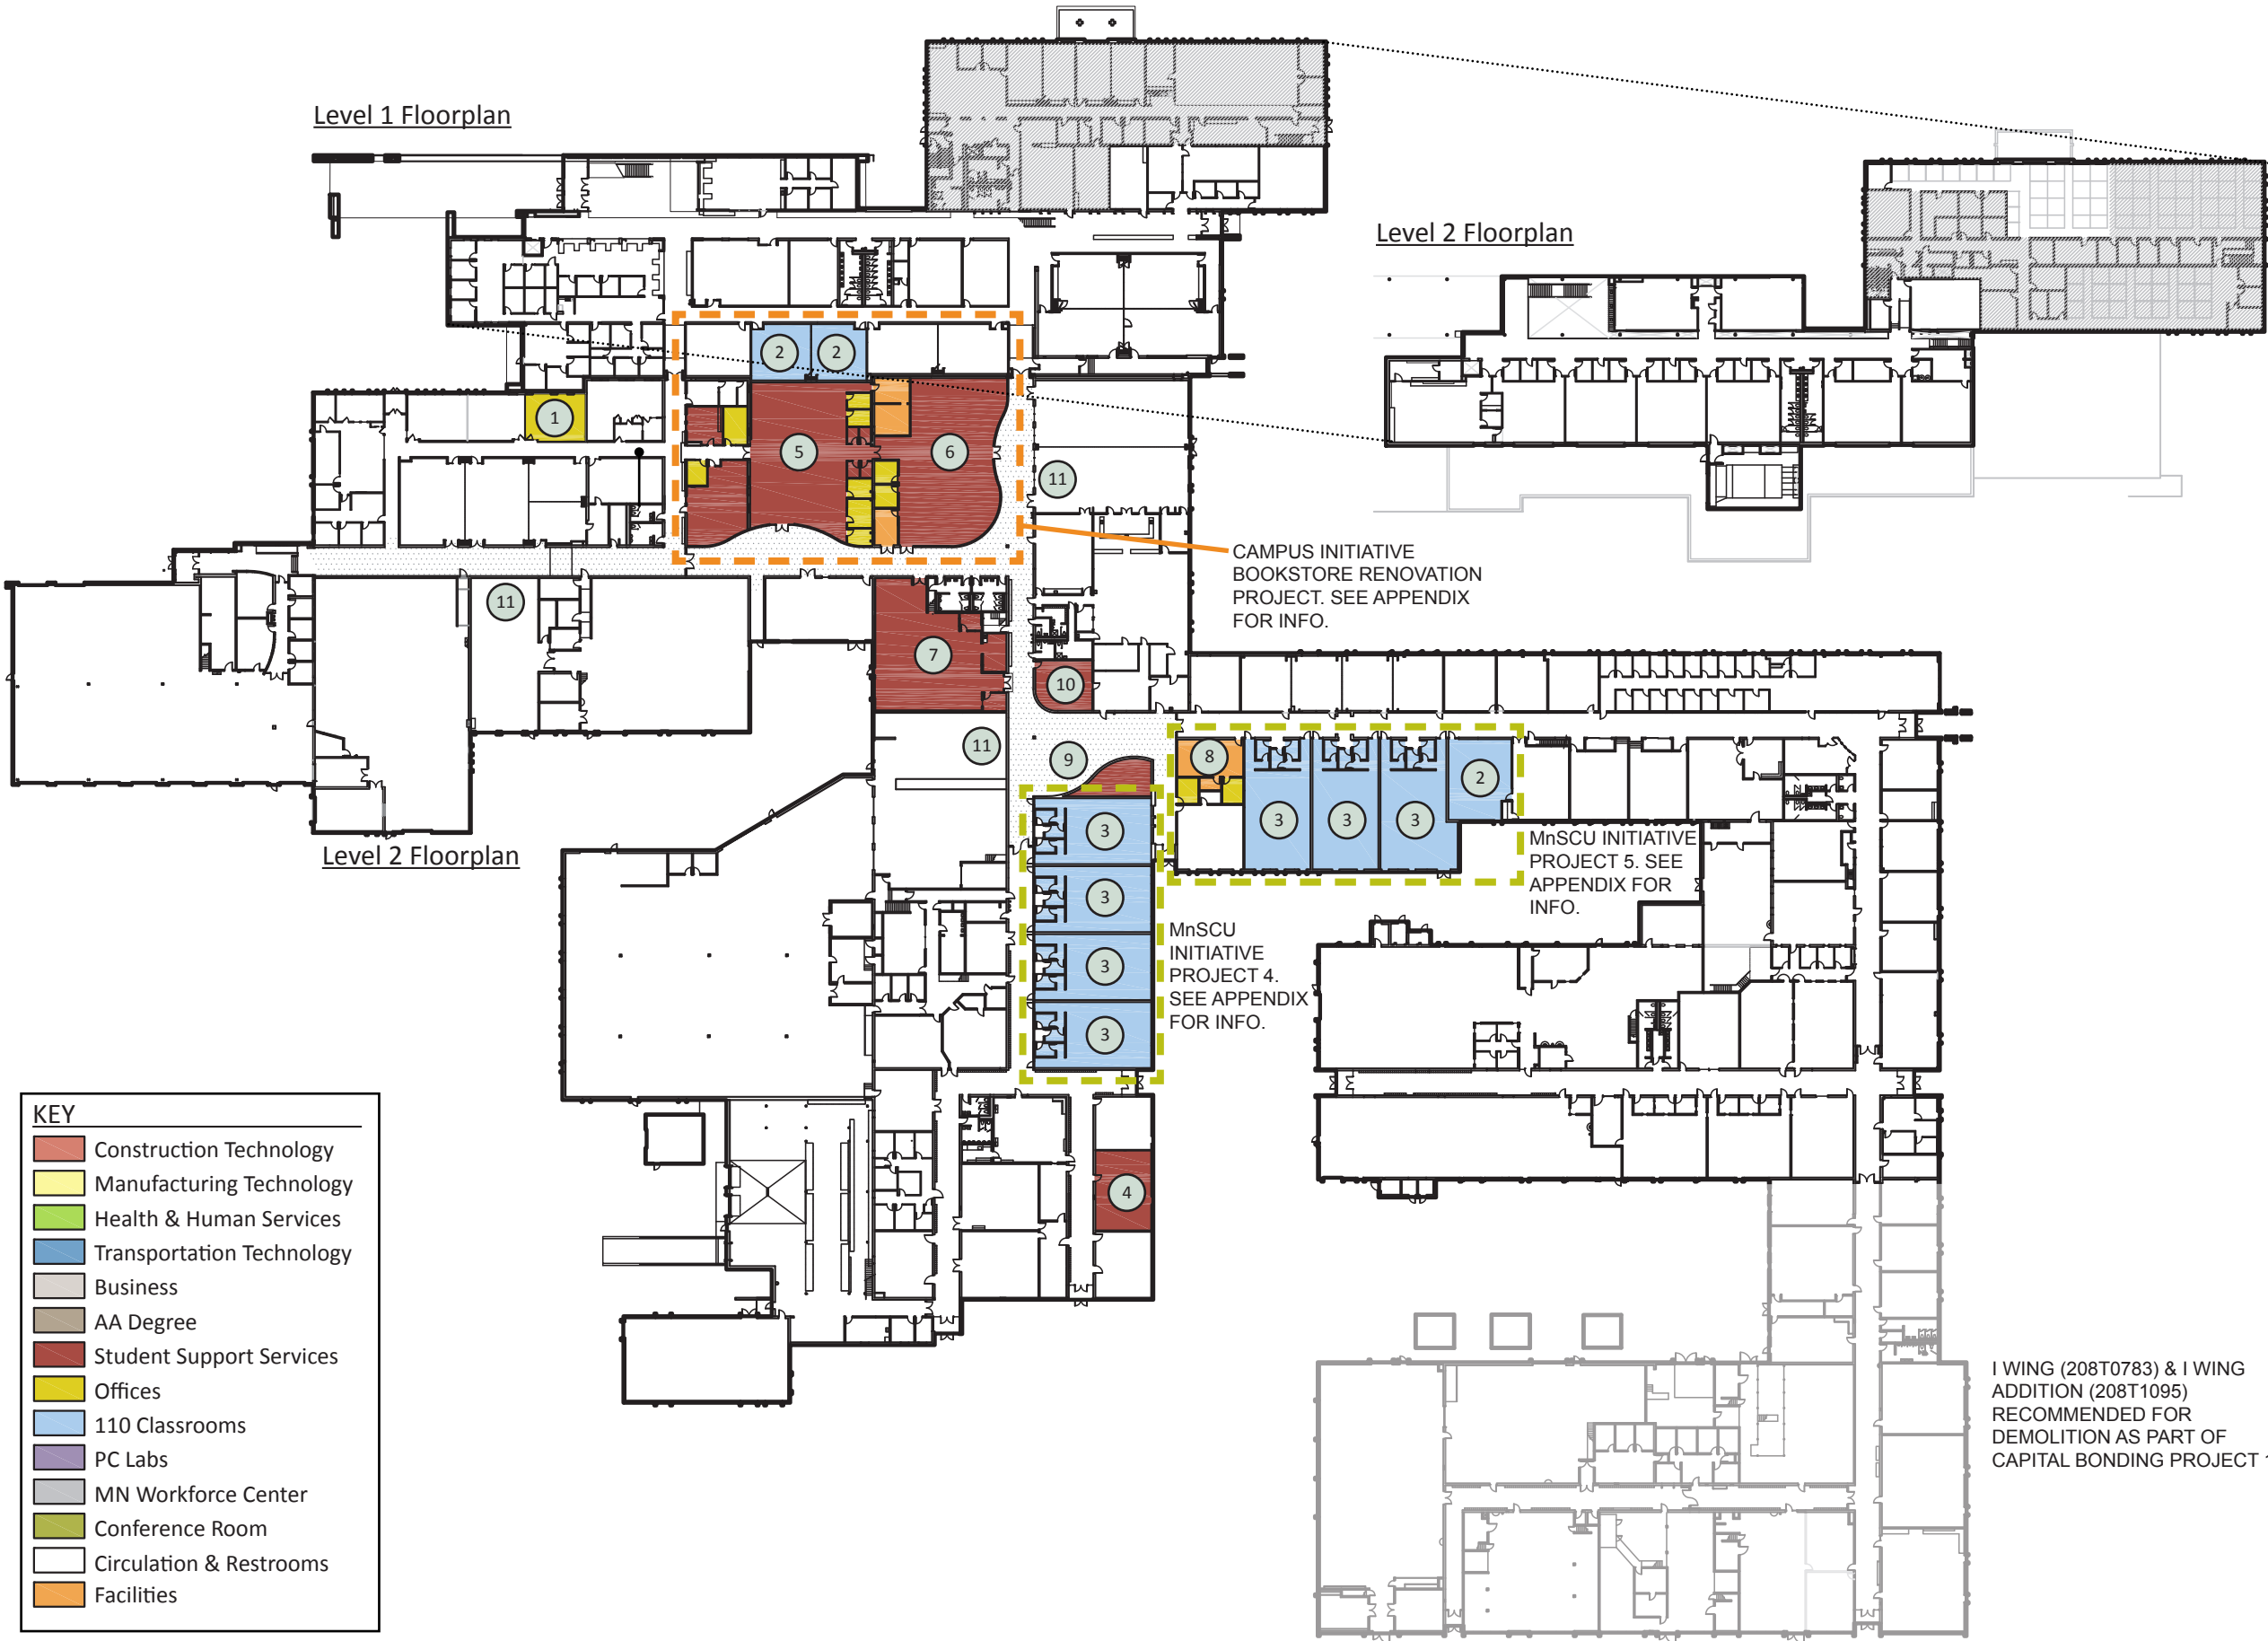 Level 1 Floorplan
Level 2 Floorplan
2
2
1
5
6
11
CAMPUS INITIATIVE
BOOKSTORE RENOVATION
PROJECT. SEE APPENDIX
FOR INFO.
11
7
10
11
9
8
2
3
3
3
3
MnSCU INITIATIVE
PROJECT 5. SEE
APPENDIX FOR
INFO.
Level 2 Floorplan
3
MnSCU
INITIATIVE
PROJECT 4.
SEE APPENDIX
FOR INFO.
3
3
4
KEY
Construction Technology
Manufacturing Technology
Health & Human Services
Transportation Technology
Business
AA Degree
Student Support Services
Offices
110 Classrooms
PC Labs
MN Workforce Center
Conference Room
Circulation & Restrooms
Facilities
I WING (208T0783) & I WING
ADDITION (208T1095)
RECOMMENDED FOR
DEMOLITION AS PART OF
CAPITAL BONDING PROJECT